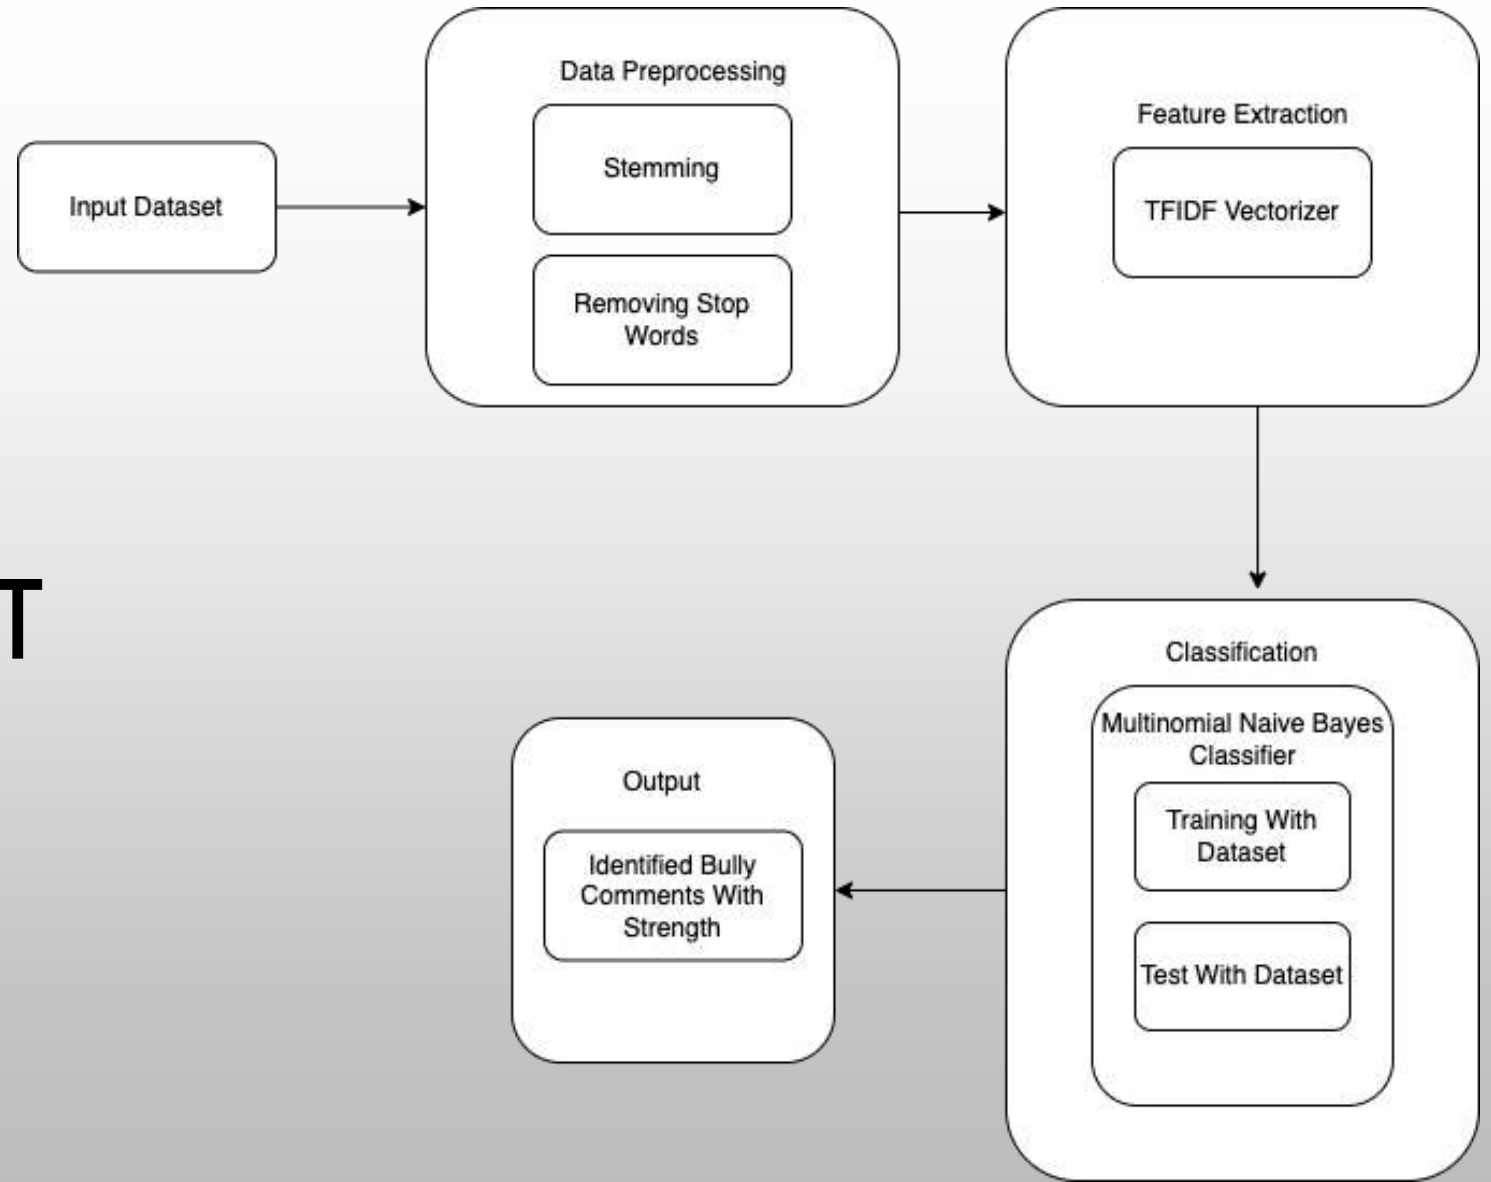 Input Dataset
Data Preprocessing
Stemming
Removing Stop
Words
Feature Extraction
TFIDF Vectorizer
T
Classification
Multinomial Naive Bayes
Classifier
Training With
Dataset
Test With Dataset
Output
Identified Bully
Comments With
Strength